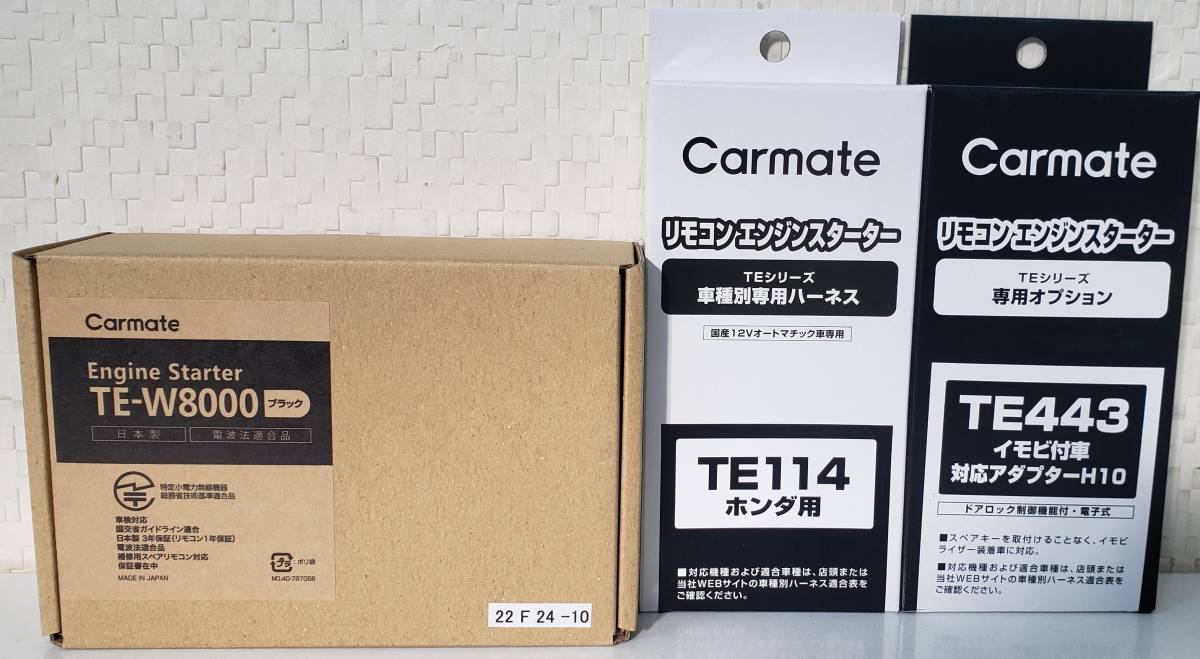 Carmate
Engine Starter
TE-W8000 ブラック
日本製 電波法適合品
特定小電力無線機器
総務省技術基準適合品
車検対応
国交省ガイドライン適合
日本製 3年保証(リモコン1年保証)
電波法適合品
補修用スペアリモコン対応
保証書在中
MADE IN JAPAN
プラ :ポリ袋
NO.40-79705B
22 F 24 -10
Carmate
リモコンエンジンスターター
TEシリーズ
車種別専用ハーネス
国産12Vオートマチック車専用
TE114
ホンダ用
■対応機種および適合車種は、店頭または
当社WEBサイトの車種別ハーネス適合表を
ご確認ください。
Carmate
リモコンエンジンスターター
TEシリーズ
専用オプション
TE443
イモビ付車
対応アダプターH10
ドアロック制御機能付・電子式
■スペアキーを取付けることなく、イモビ
ライザー装着車に対応。
■対応機種および適合車種は、店頭または
当社WEBサイトの車種別ハーネス適合表を
ご確認ください。